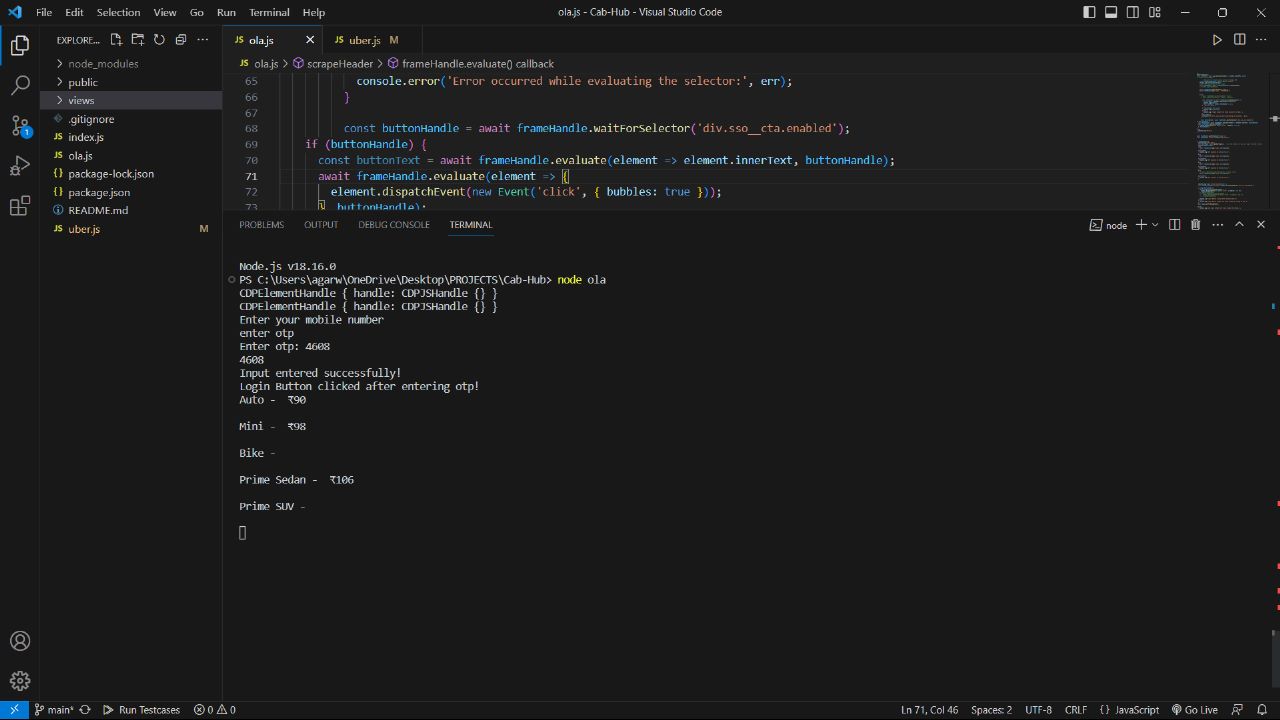 File Edit Selection View Go Run Terminal Help
ola.js - Cab-Hub - Visual Studio Code
EXPLORE...
node_modules
public
views
.gitignore
index.js
JS ola.js
{} package-lock.json
{} package.json
README.md
JS uber.js M
JS ola.js
JS uber.js M
JS ola.js > scrapeHeader > frameHandle.evaluate() callback
65 console.error('Error occurred while evaluating the selector:', err);
66 }
67
68 const buttonHandle = await frameHandle.waitForSelector('div.sso__cta.enabled');
69 if (buttonHandle) {
70 const buttonText = await frameHandle.evaluate(element => element.innerText, buttonHandle);
71 await frameHandle.evaluate(element => {
72 element.dispatchEvent(new Event('click', { bubbles: true }));
73 }, buttonHandle);
PROBLEMS OUTPUT DEBUG CONSOLE TERMINAL
node
Node.js v18.16.0
PS C:\Users\agarw\OneDrive\Desktop\PROJECTS\Cab-Hub> node ola
CDPElementHandle { handle: CDPJSHandle {} }
CDPElementHandle { handle: CDPJSHandle {} }
Enter your mobile number
enter otp
Enter otp: 4608
4608
Input entered successfully!
Login Button clicked after entering otp!
Auto - ₹90
Mini - ₹98
Bike -
Prime Sedan - ₹106
Prime SUV -
1
main* Run Testcases 0 0
Ln 71, Col 46 Spaces: 2 UTF-8 CRLF {} JavaScript Go Live